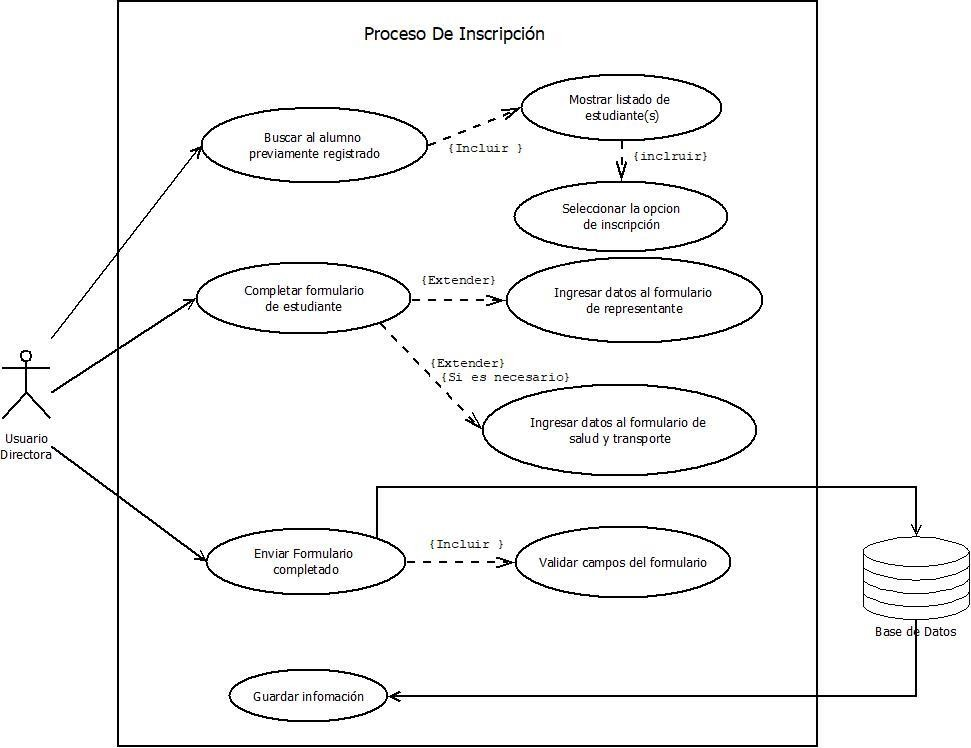 Proceso De Inscripción
Mostrar listado de
estudiante(s)
Buscar al alumno
previamente registrado
{Incluir }
{inclruir}
Seleccionar la opcion
de inscripción
{Extender}
Completar formulario
de estudiante
Ingresar datos al formulario
de representante
{Extender}
{Si es necesario}
Ingresar datos al formulario de
salud y transporte
Usuario
Directora
{Incluir }
Enviar Formulario
completado
Validar campos del formulario
Base de Datos
Guardar infomación